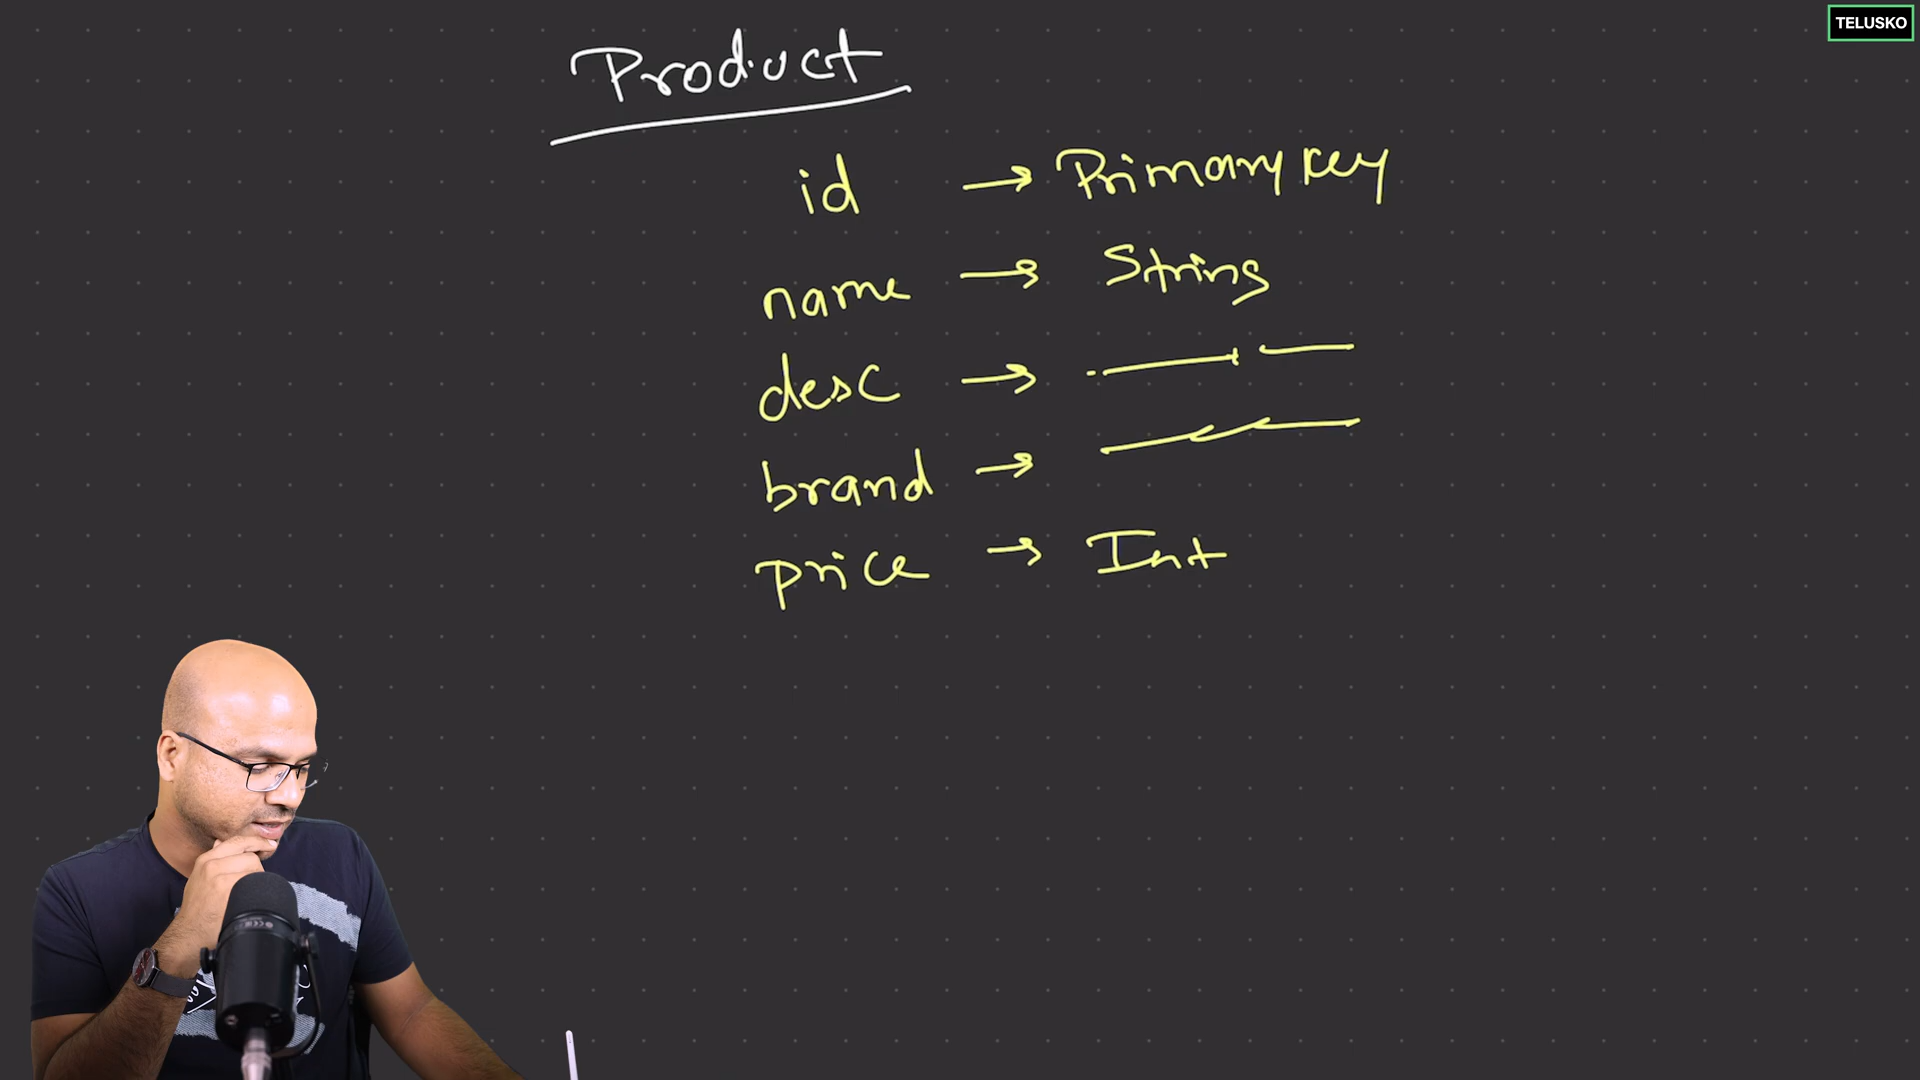 TELUSKO
Product
id → Primary key
name → String
desc →
brand →
price → Int